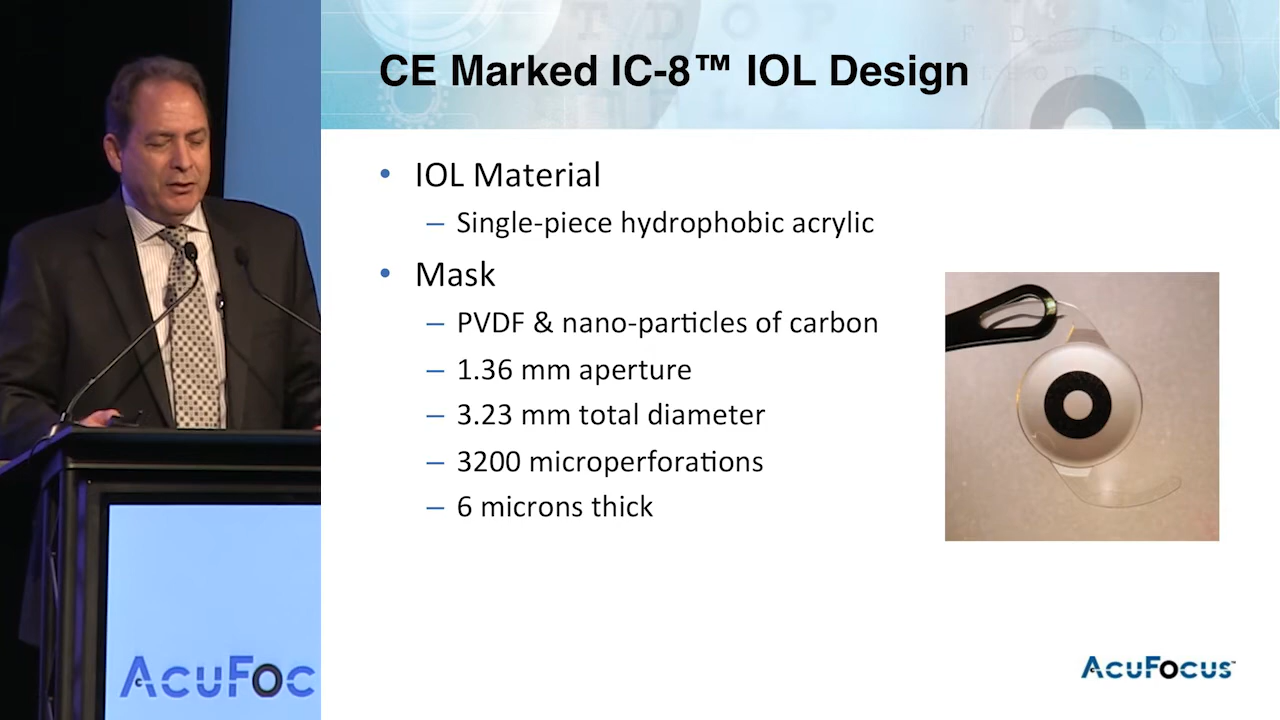 CE Marked IC-8™ IOL Design
• IOL Material
– Single-piece hydrophobic acrylic
• Mask
– PVDF & nano-particles of carbon
– 1.36 mm aperture
– 3.23 mm total diameter
– 3200 microperforations
– 6 microns thick
AcuFocus™
AcuFoc